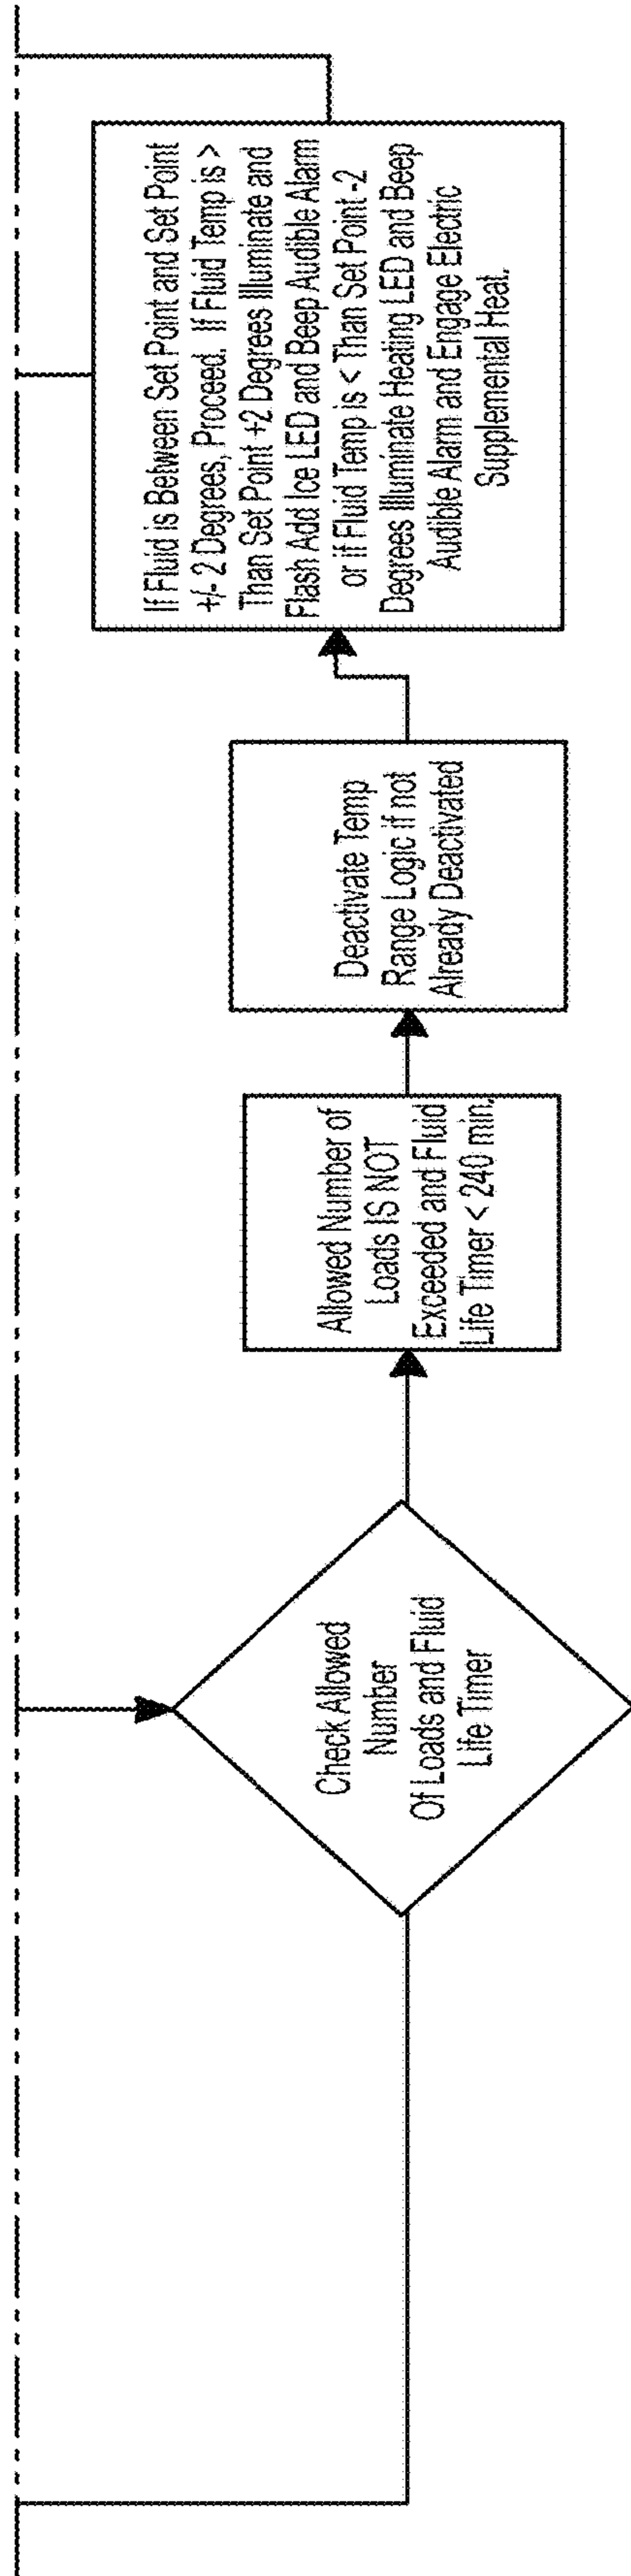 Check Allowed
Number
Of Loads and Fluid
Life Timer
Allowed Number of
Loads IS NOT
Exceeded and Fluid
Life Timer < 240 min.
Deactivate Temp
Range Logic if not
Already Deactivated
If Fluid is Between Set Point and Set Point
+/- 2 Degrees, Proceed. If Fluid Temp is >
Than Set Point +2 Degrees Illuminate and
Flash Add Ice LED and Beep Audible Alarm
or if Fluid Temp is < Than Set Point -2
Degrees Illuminate Heating LED and Beep
Audible Alarm and Engage Electric
Supplemental Heat.